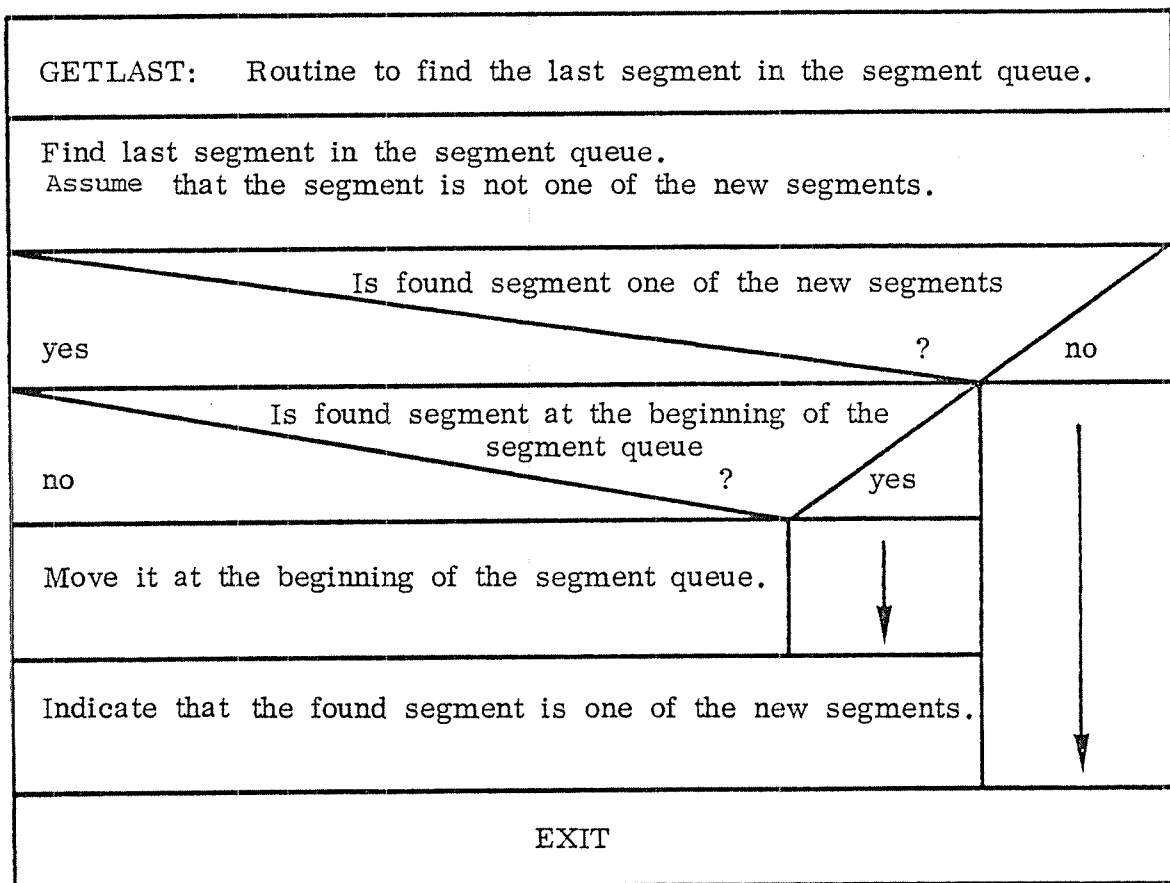 GETLAST: Routine to find the last segment in the segment queue.
Find last segment in the segment queue.
Assume that the segment is not one of the new segments.
Is found segment one of the new segments
yes ? no
Is found segment at the beginning of the
segment queue
no ? yes
Move it at the beginning of the segment queue.
Indicate that the found segment is one of the new segments.
EXIT